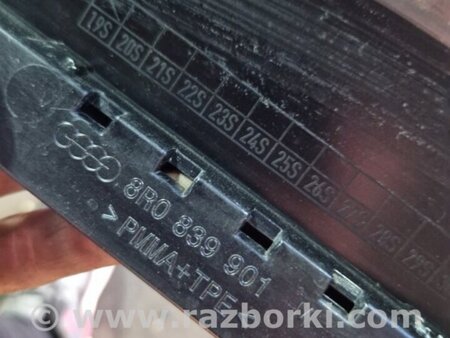 19S 20S 21S 22S 23S 24S 25S 26S
8R0 839 901
>PMMA+TPE<
www.razborki.com